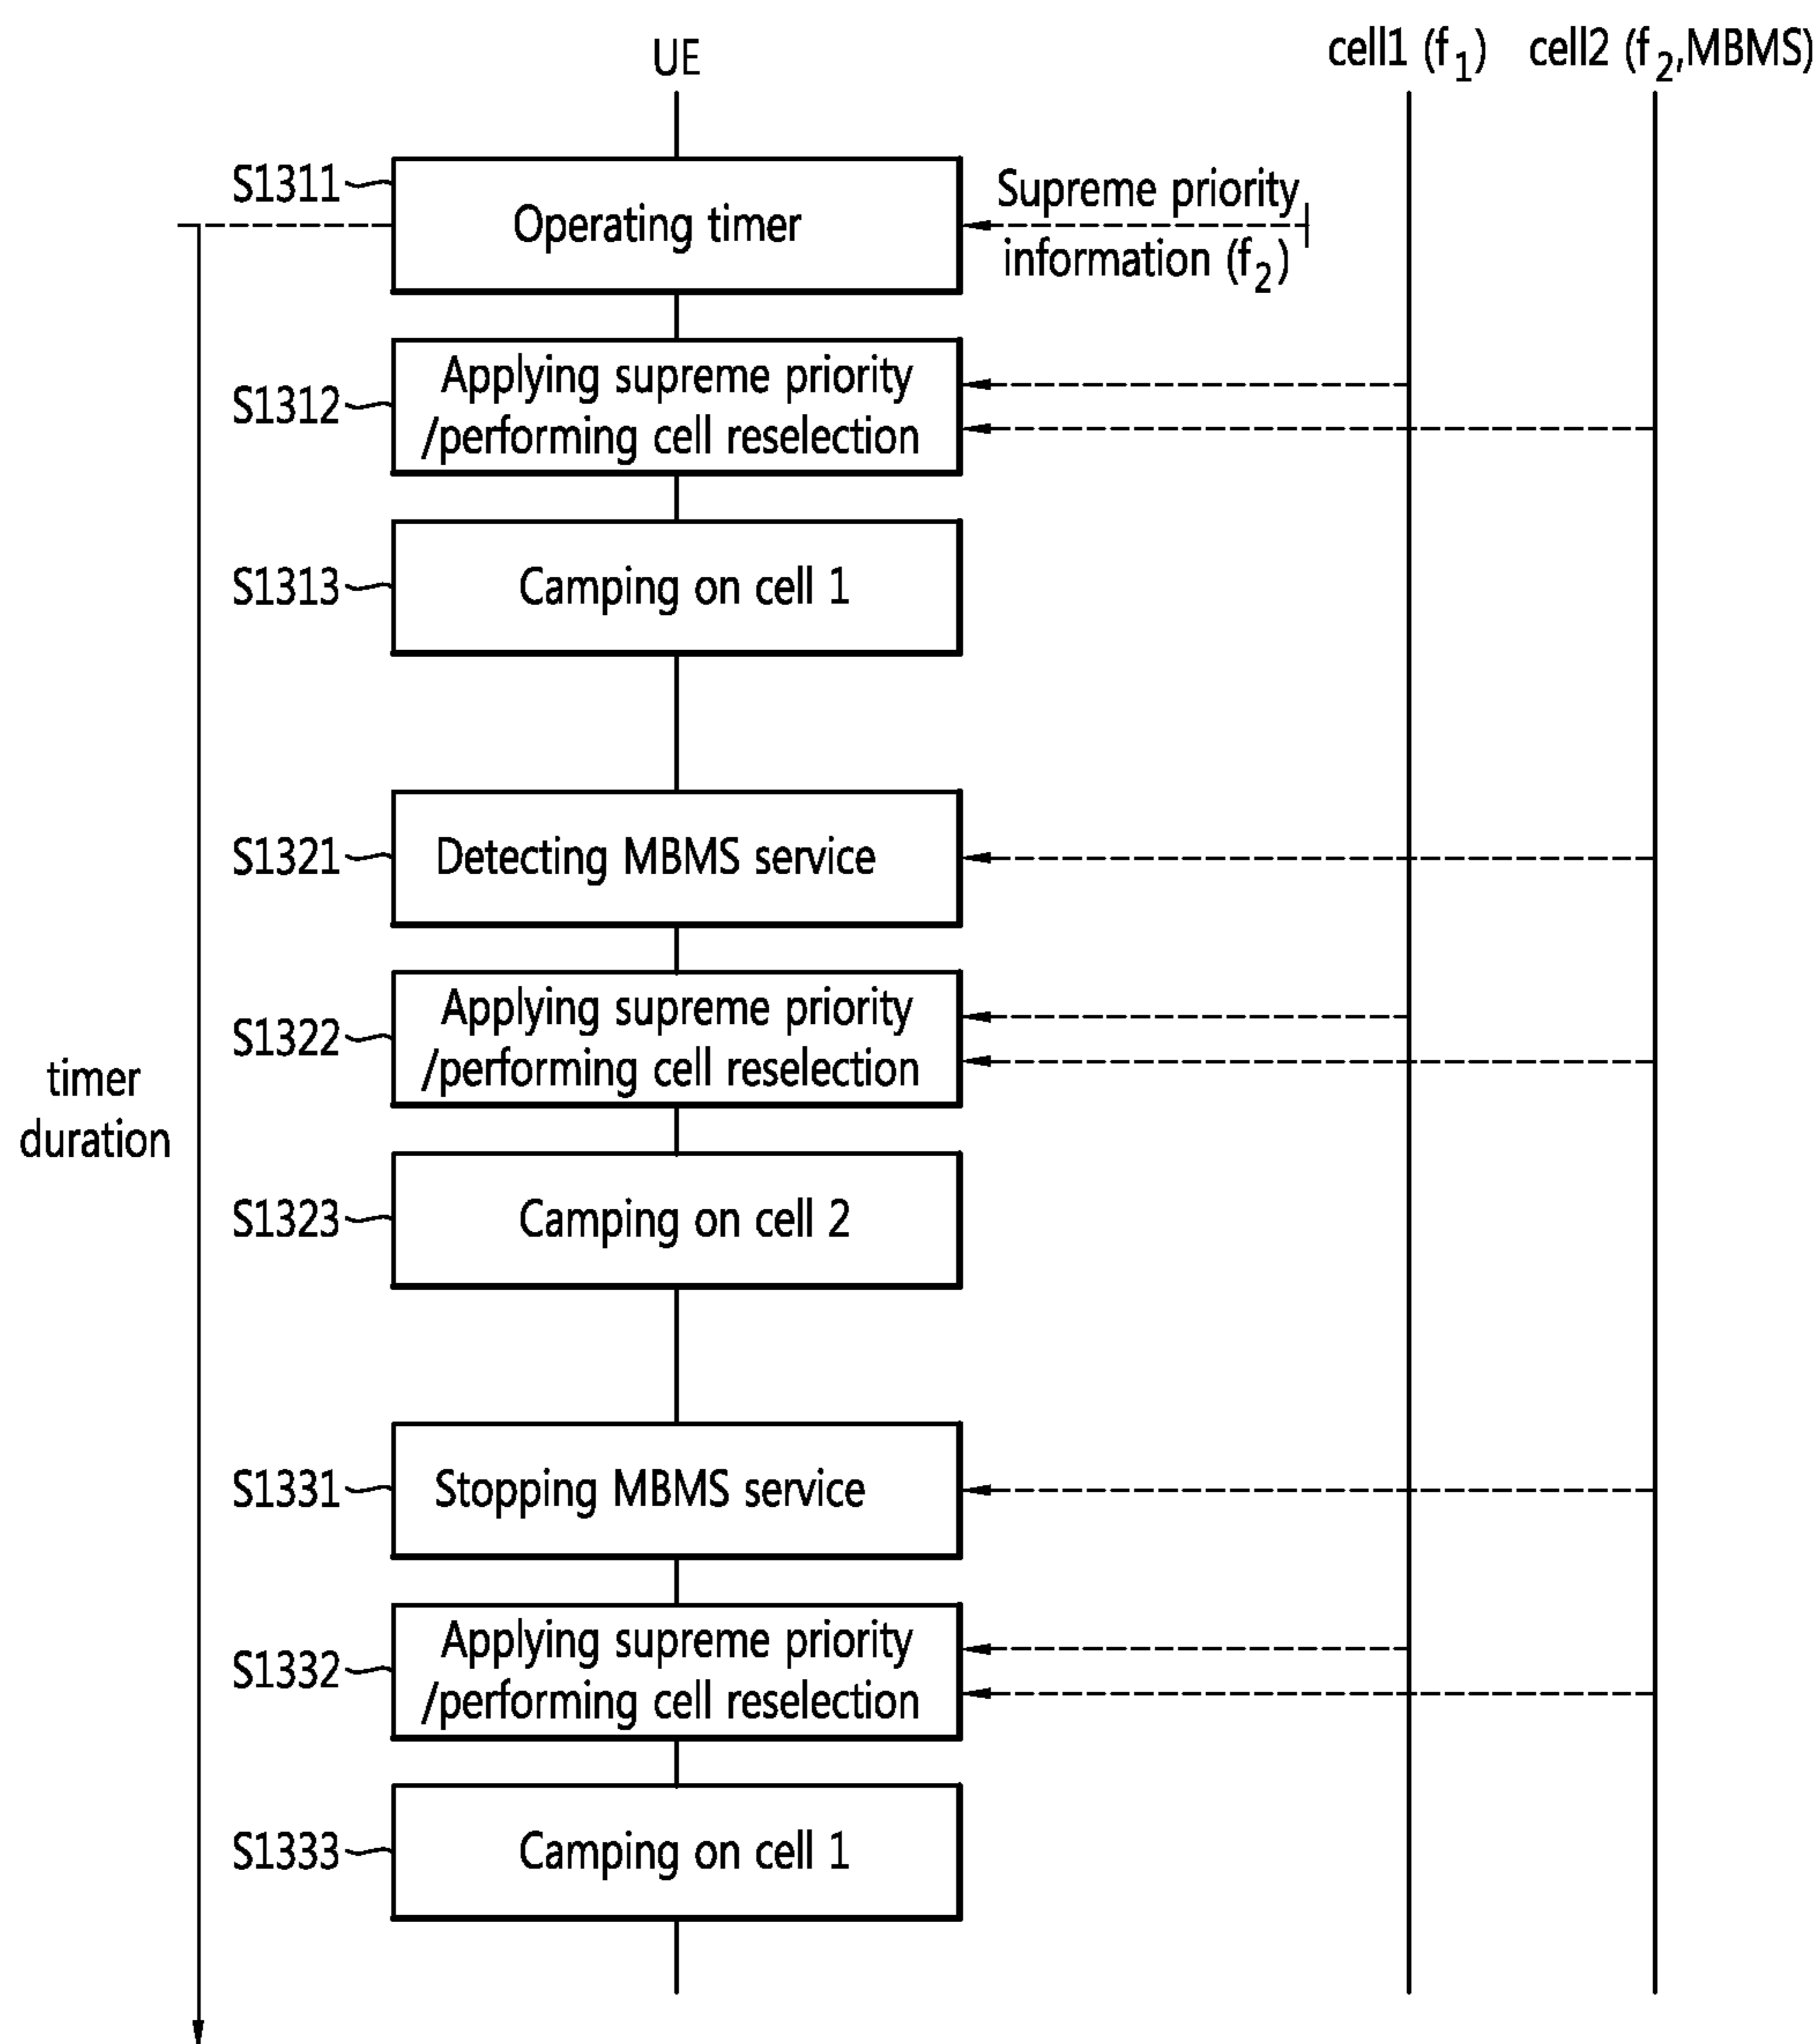 UE
cell1 (f1)
cell2 (f2,MBMS)
S1311
Operating timer
Supreme priority
information (f2)
S1312
Applying supreme priority
/performing cell reselection
S1313
Camping on cell 1
S1321
Detecting MBMS service
S1322
Applying supreme priority
/performing cell reselection
timer
duration
S1323
Camping on cell 2
S1331
Stopping MBMS service
S1332
Applying supreme priority
/performing cell reselection
S1333
Camping on cell 1